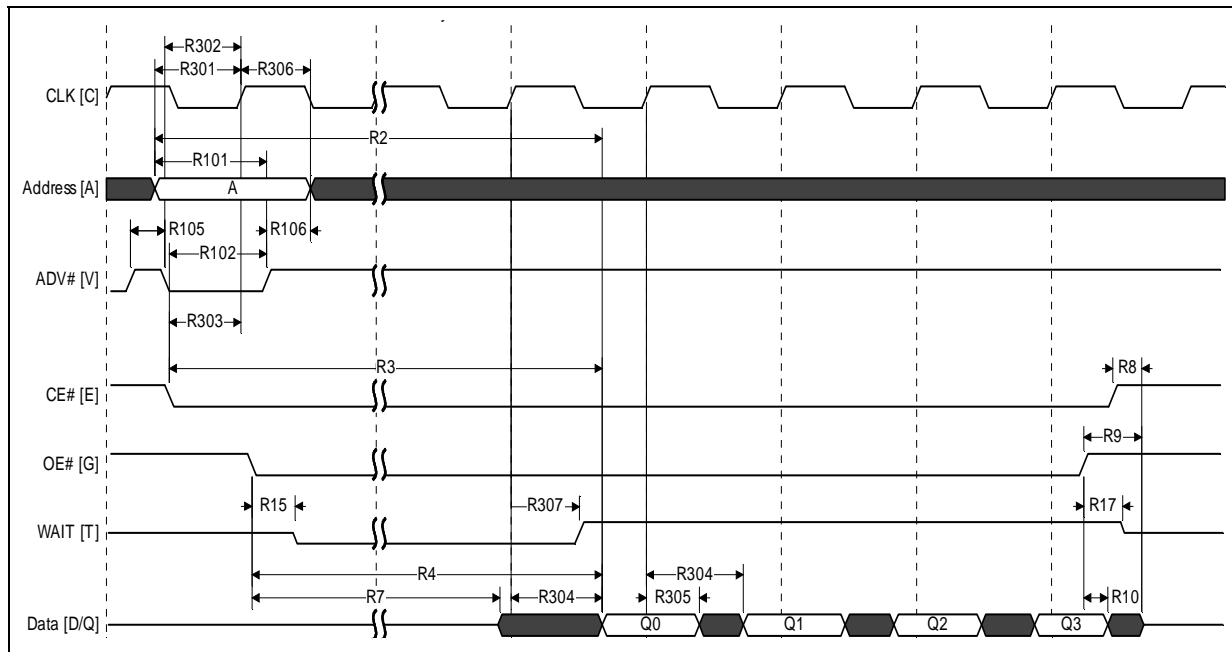 R302
R301 R306
CLK [C]
R2
R101
Address [A] A
R105 R106
R102
ADV# [V]
R303
R3
CE# [E] R8
R9
OE# [G]
R15 R307 R17
WAIT [T]
R4 R304
R7 R304 R305 R10
Data [D/Q] Q0 Q1 Q2 Q3